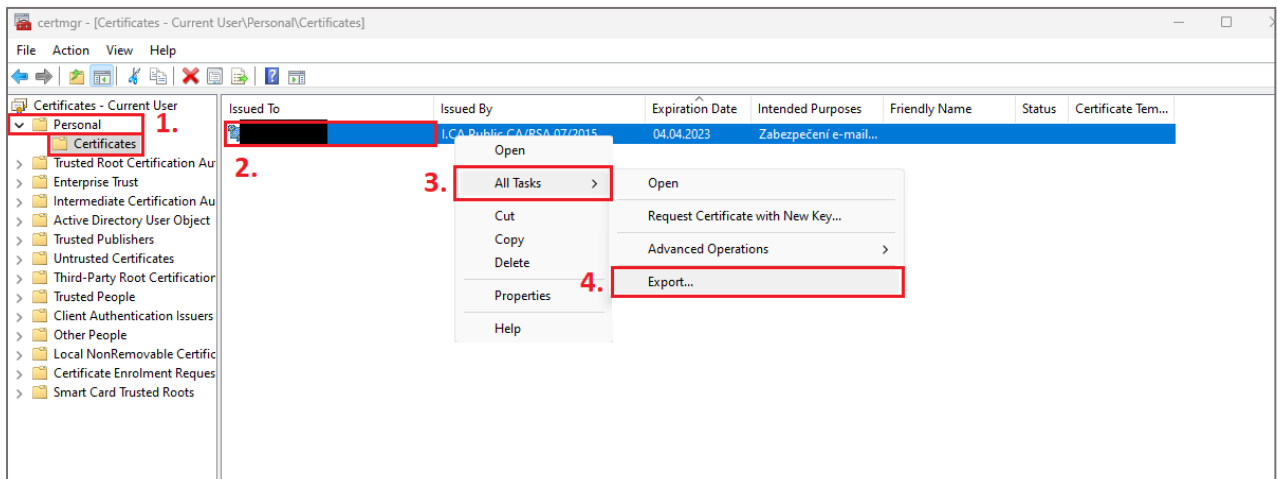 certmgr - [Certificates - Current User\Personal\Certificates]
File Action View Help
Certificates - Current User
Personal
1.
Certificates
Trusted Root Certification Au
Enterprise Trust
Intermediate Certification Au
Active Directory User Object
Trusted Publishers
Untrusted Certificates
Third-Party Root Certification
Trusted People
Client Authentication Issuers
Other People
Local NonRemovable Certific
Certificate Enrolment Reques
Smart Card Trusted Roots
Issued To Issued By Expiration Date Intended Purposes Friendly Name Status Certificate Tem...
I.CA Public CA/RSA 07/2015 04.04.2023 Zabezpečení e-mail...
2.
Open
3.
All Tasks
Cut
Copy
Delete
Properties
Help
Open
Request Certificate with New Key...
Advanced Operations
4.
Export...